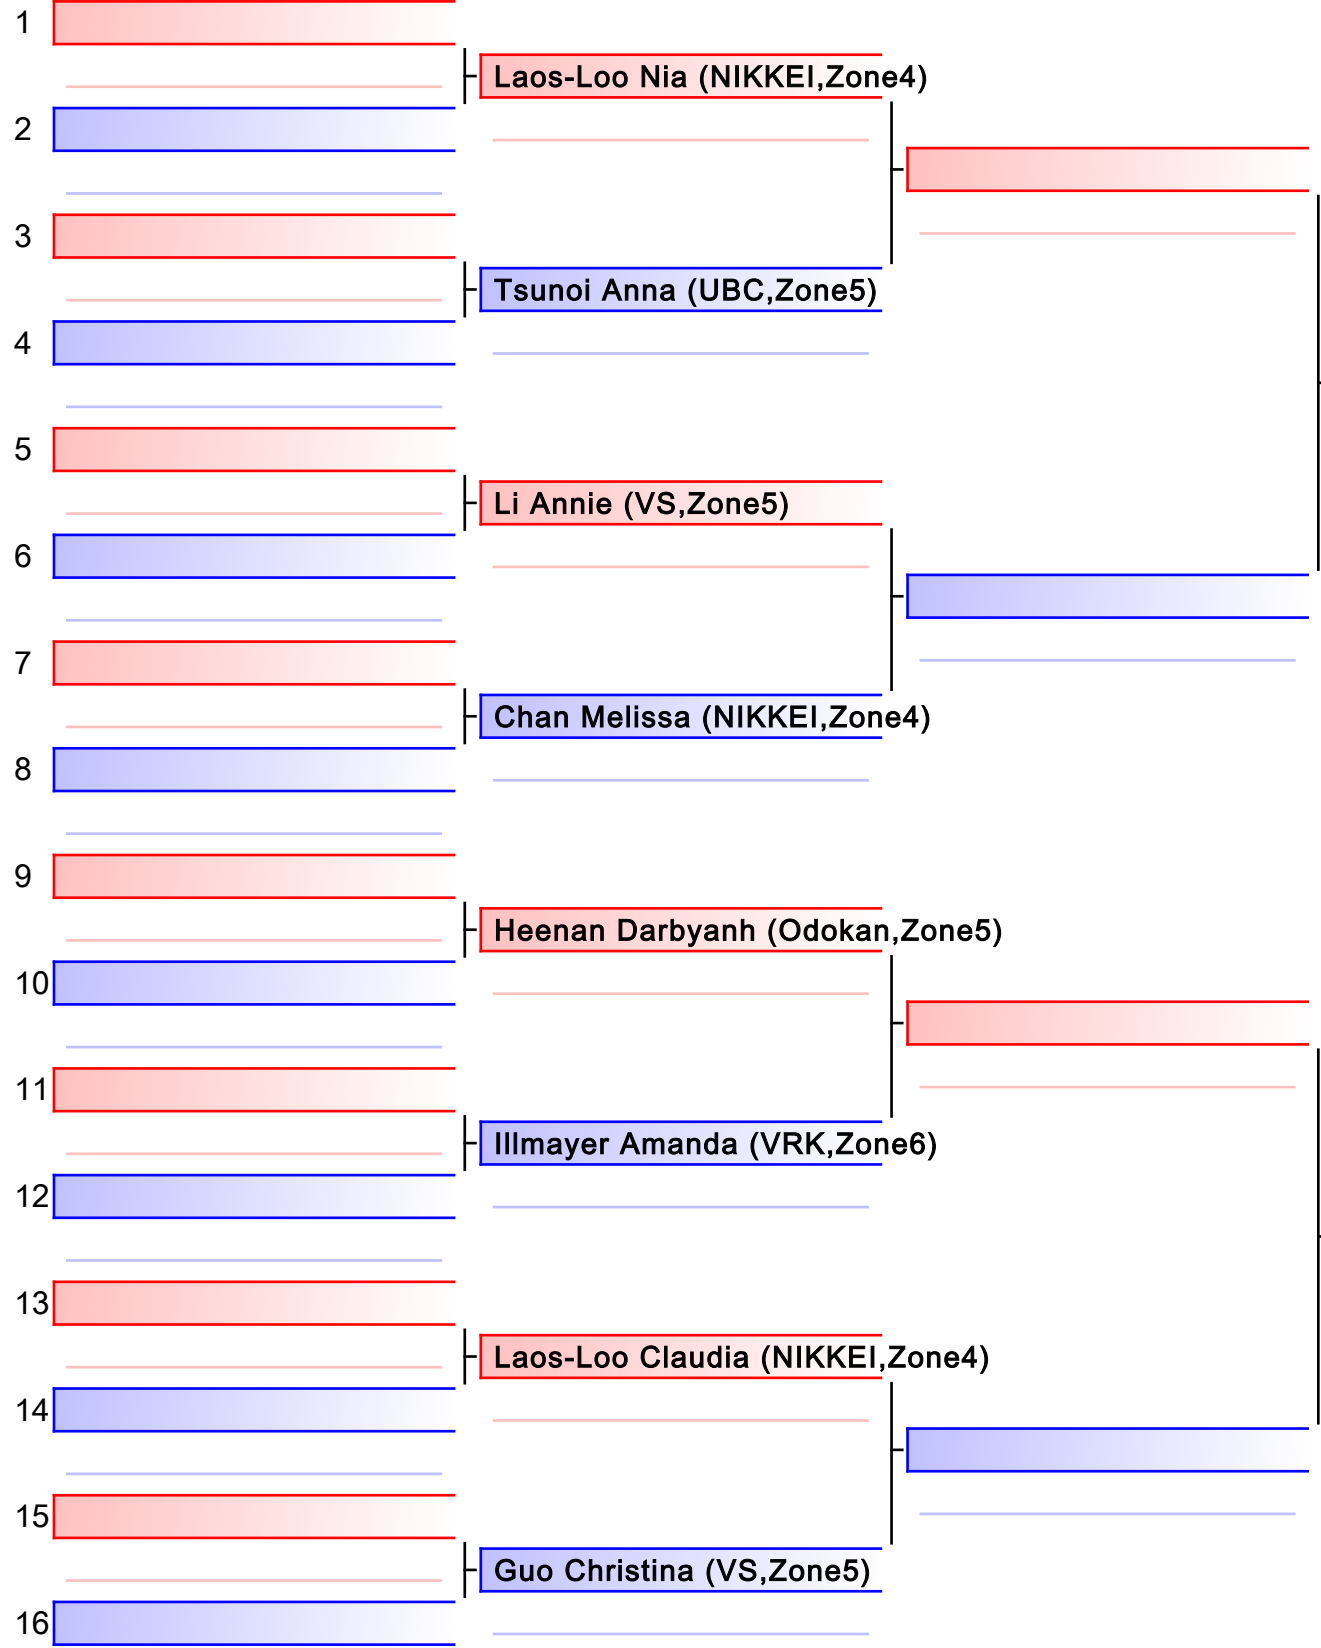 1
Laos-Loo Nia (NIKKEI,Zone4)
2
3
Tsunoi Anna (UBC,Zone5)
4
5
Li Annie (VS,Zone5)
6
7
Chan Melissa (NIKKEI,Zone4)
8
9
Heenan Darbyanh (Odokan,Zone5)
10
11
Illmayer Amanda (VRK,Zone6)
12
13
Laos-Loo Claudia (NIKKEI,Zone4)
14
15
Guo Christina (VS,Zone5)
16